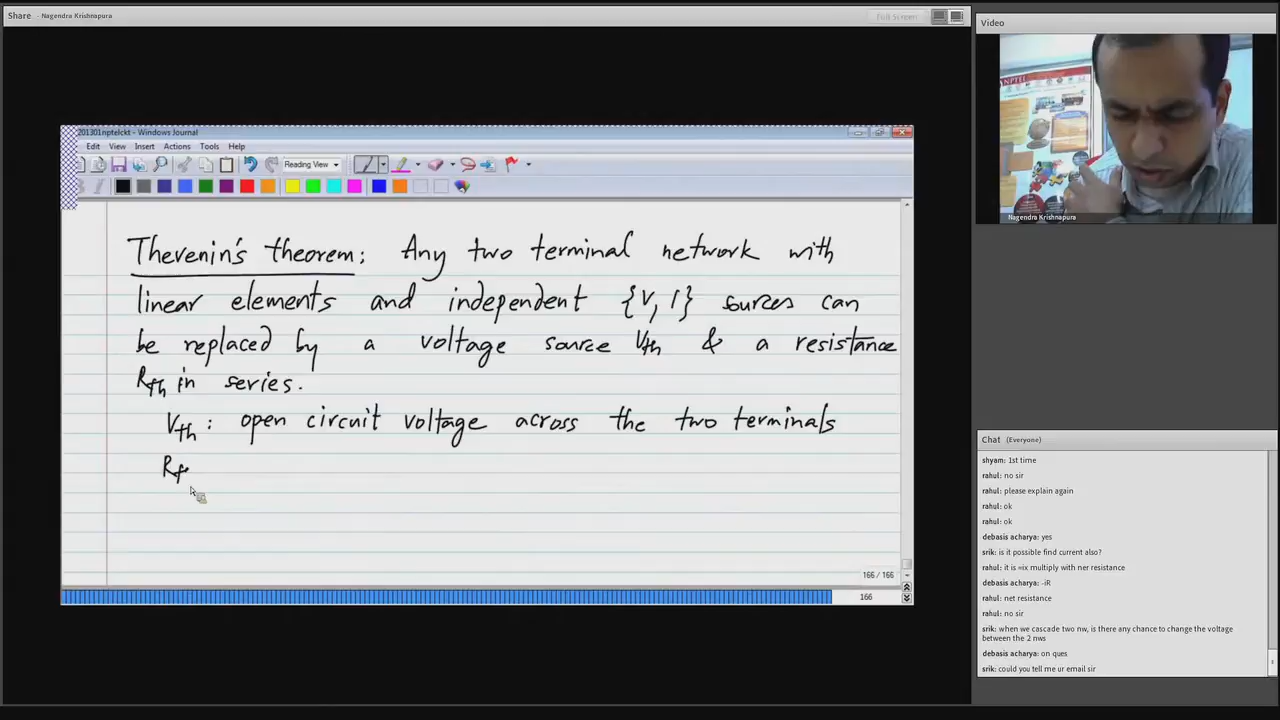 Share - Nagendra Krishnapura
Full Screen
Video
NPTEL
Nagendra Krishnapura
201301nptelckt - Windows Journal
Edit View Insert Actions Tools Help
Reading View
Thevenin's theorem: Any two terminal network with
linear elements and independent {V, I} sources can
be replaced by a voltage source Vth & a resistance
Rth in series.
Vth: open circuit voltage across the two terminals
Rt
166 / 166
166
Chat (Everyone)
shyam: 1st time
rahul: no sir
rahul: please explain again
rahul: ok
rahul: ok
debasis acharya: yes
srik: is it possible find current also?
rahul: it is =ix multiply with ner resistance
debasis acharya: -iR
rahul: net resistance
rahul: no sir
srik: when we cascade two nw, is there any chance to change the voltage
between the 2 nws
debasis acharya: on ques
srik: could you tell me ur email sir